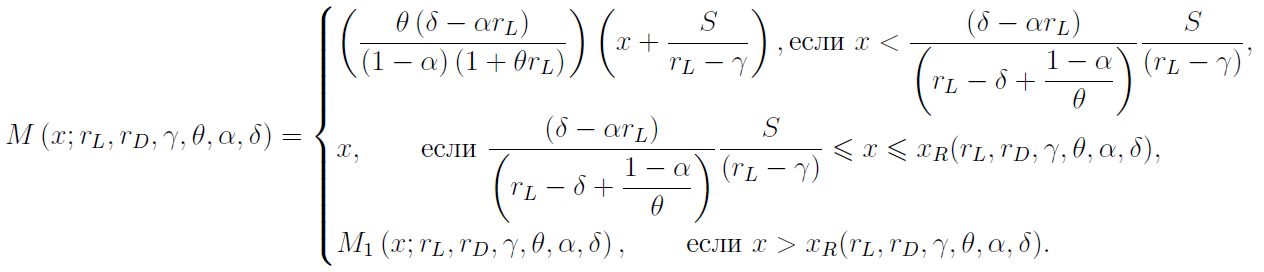 M (x; r_L, r_D, γ, θ, α, δ) = { ( θ (δ − αr_L) / (1 − α) (1 + θr_L) ) ( x + S / (r_L − γ) ) , если x < (δ − αr_L) / ( r_L − δ + (1 − α) / θ ) S / (r_L − γ) ,
x, если (δ − αr_L) / ( r_L − δ + (1 − α) / θ ) S / (r_L − γ) ⩽ x ⩽ x_R(r_L, r_D, γ, θ, α, δ),
M_1 (x; r_L, r_D, γ, θ, α, δ) , если x > x_R(r_L, r_D, γ, θ, α, δ).